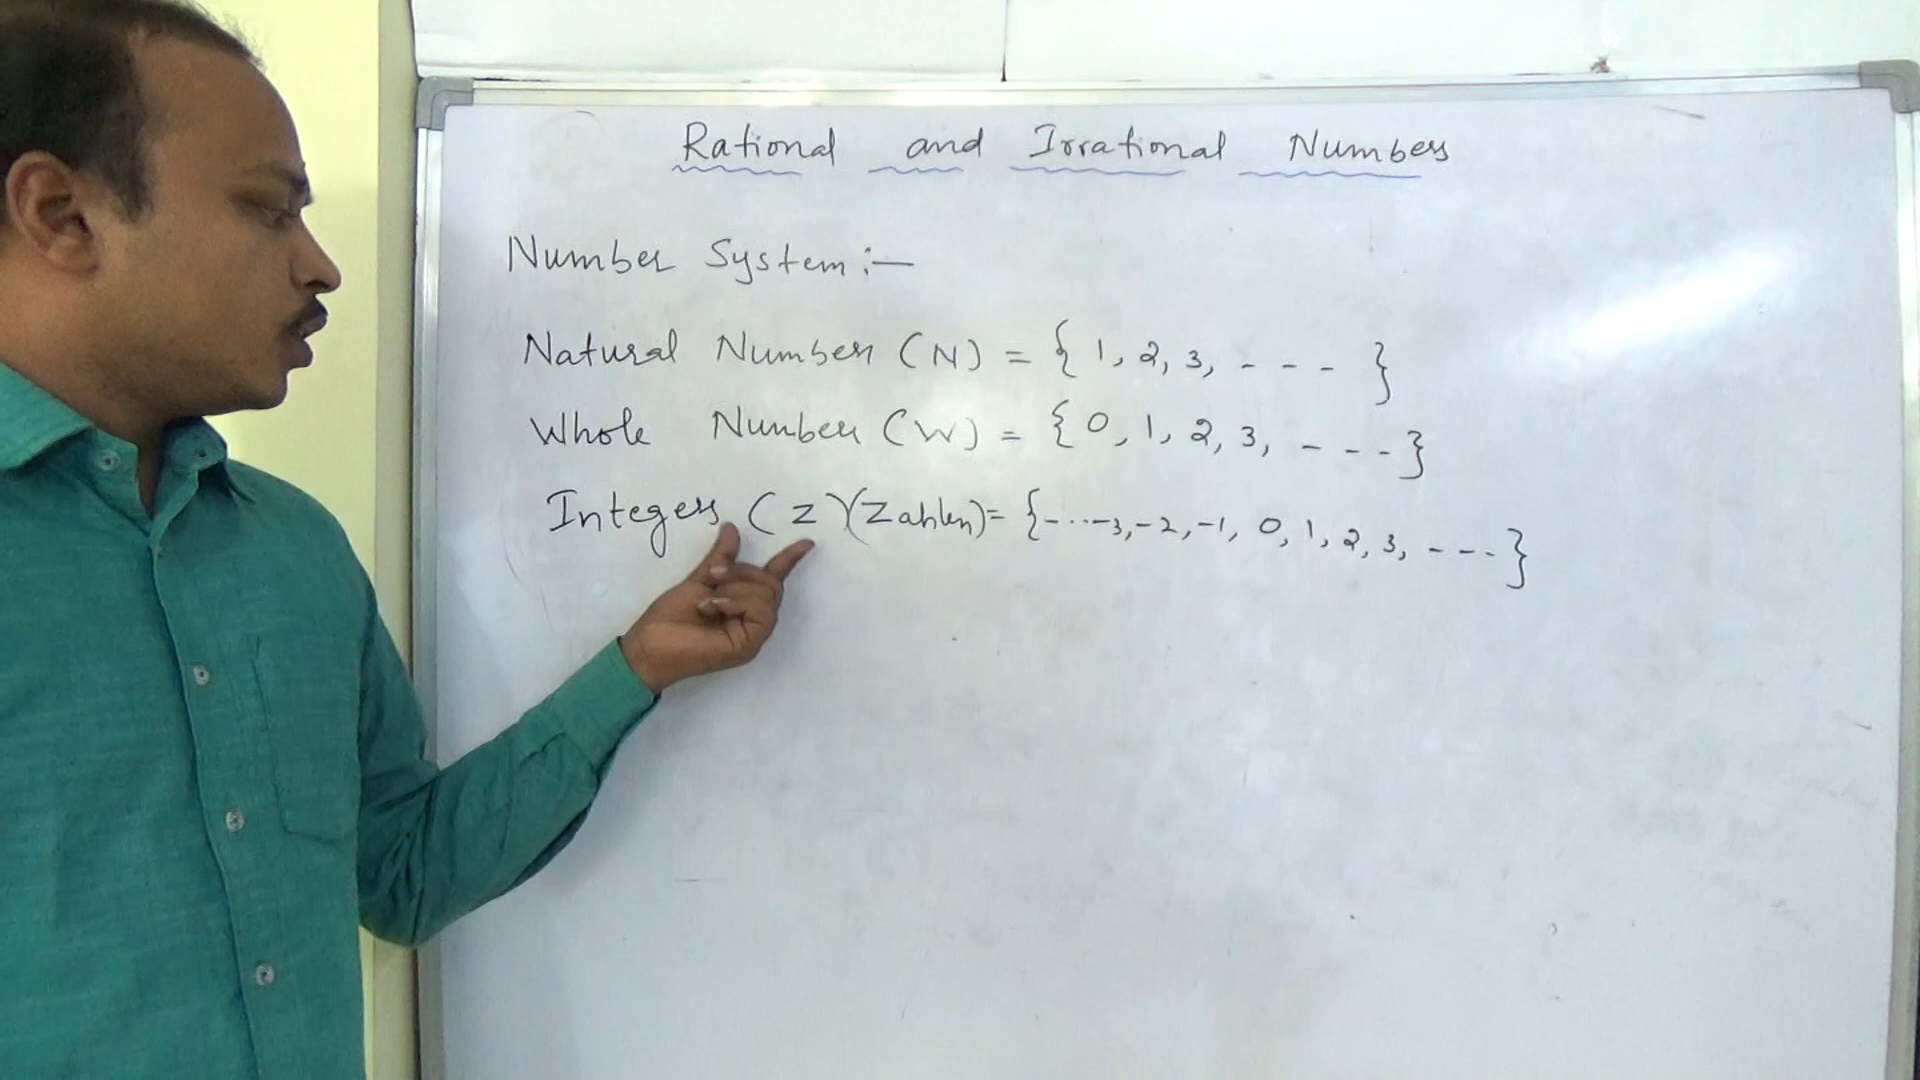 Rational and Irrational Numbers
Number System :-
Natural Number (N) = { 1, 2, 3, - - - }
Whole Number (W) = { 0, 1, 2, 3, - - - }
Integers (Z) (Zahlen) = { - ... -3, -2, -1, 0, 1, 2, 3, - - - - }